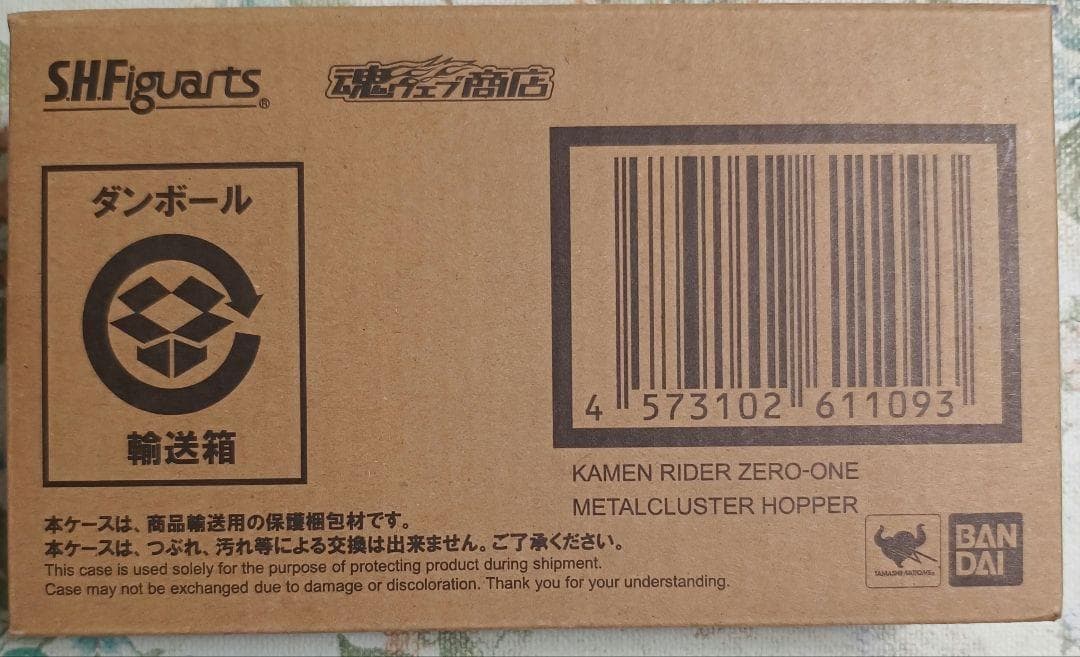 S.H.Figuarts®
魂ウェブ商店
ダンボール
輸送箱
4 573102 611093
KAMEN RIDER ZERO-ONE
METALCLUSTER HOPPER
本ケースは、商品輸送用の保護梱包材です。
本ケースは、つぶれ、汚れ等による交換は出来ません。ご了承ください。
This case is used solely for the purpose of protecting product during shipment.
Case may not be exchanged due to damage or discoloration. Thank you for your understanding.
TAMASHII NATIONS®
BAN
DAI